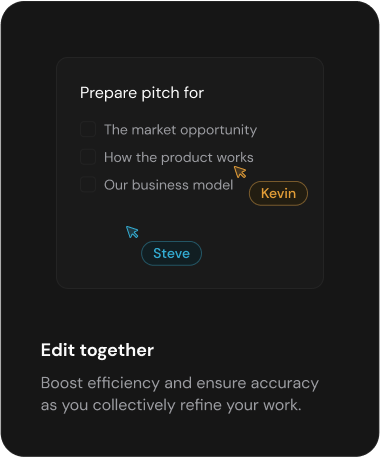 Prepare pitch for
The market opportunity
How the product works
Our business model
Kevin
Steve
Edit together
Boost efficiency and ensure accuracy
as you collectively refine your work.